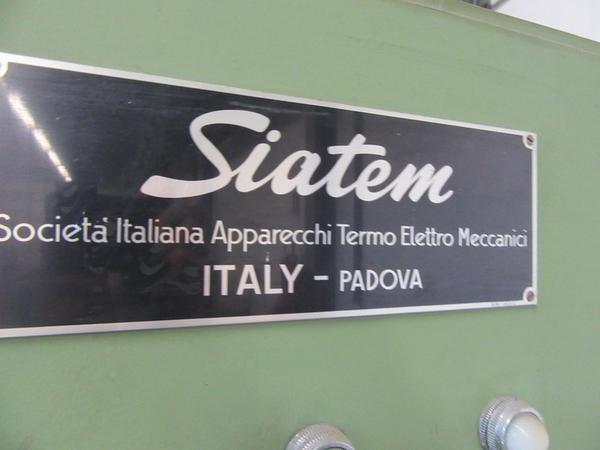 Siatem
Società Italiana Apparecchi Termo Elettro Meccanici
ITALY - PADOVA